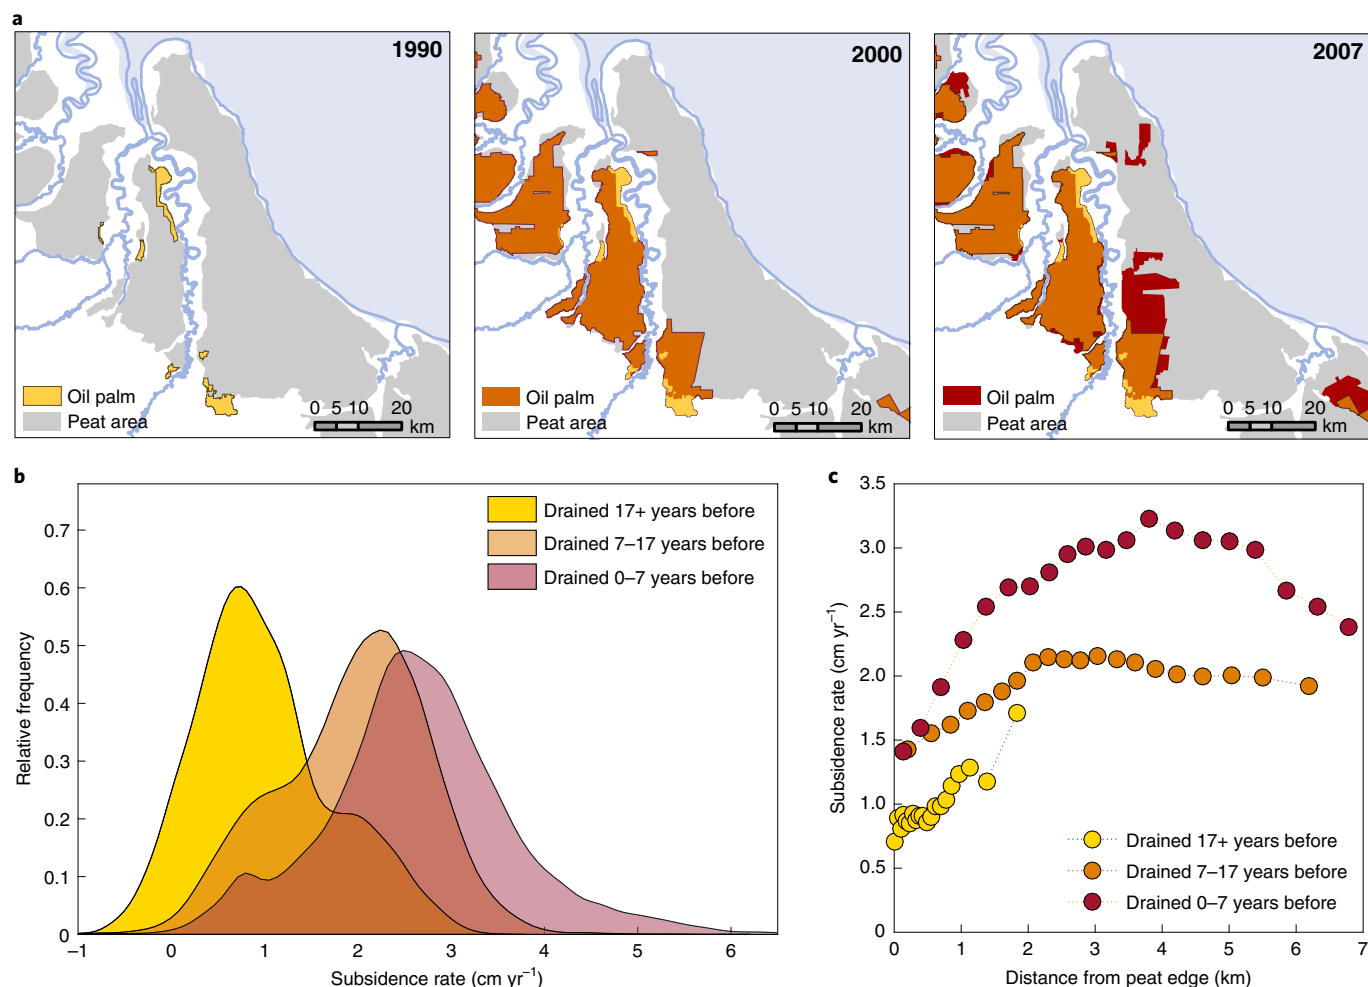 a
1990
Oil palm
Peat area
0 5 10 20
km
2000
Oil palm
Peat area
0 5 10 20
km
2007
Oil palm
Peat area
0 5 10 20
km
b
Relative frequency
0.7
0.6
0.5
0.4
0.3
0.2
0.1
0
Drained 17+ years before
Drained 7–17 years before
Drained 0–7 years before
–1 0 1 2 3 4 5 6
Subsidence rate (cm yr⁻¹)
c
Subsidence rate (cm yr⁻¹)
3.5
3.0
2.5
2.0
1.5
1.0
0.5
0
Drained 17+ years before
Drained 7–17 years before
Drained 0–7 years before
0 1 2 3 4 5 6 7
Distance from peat edge (km)